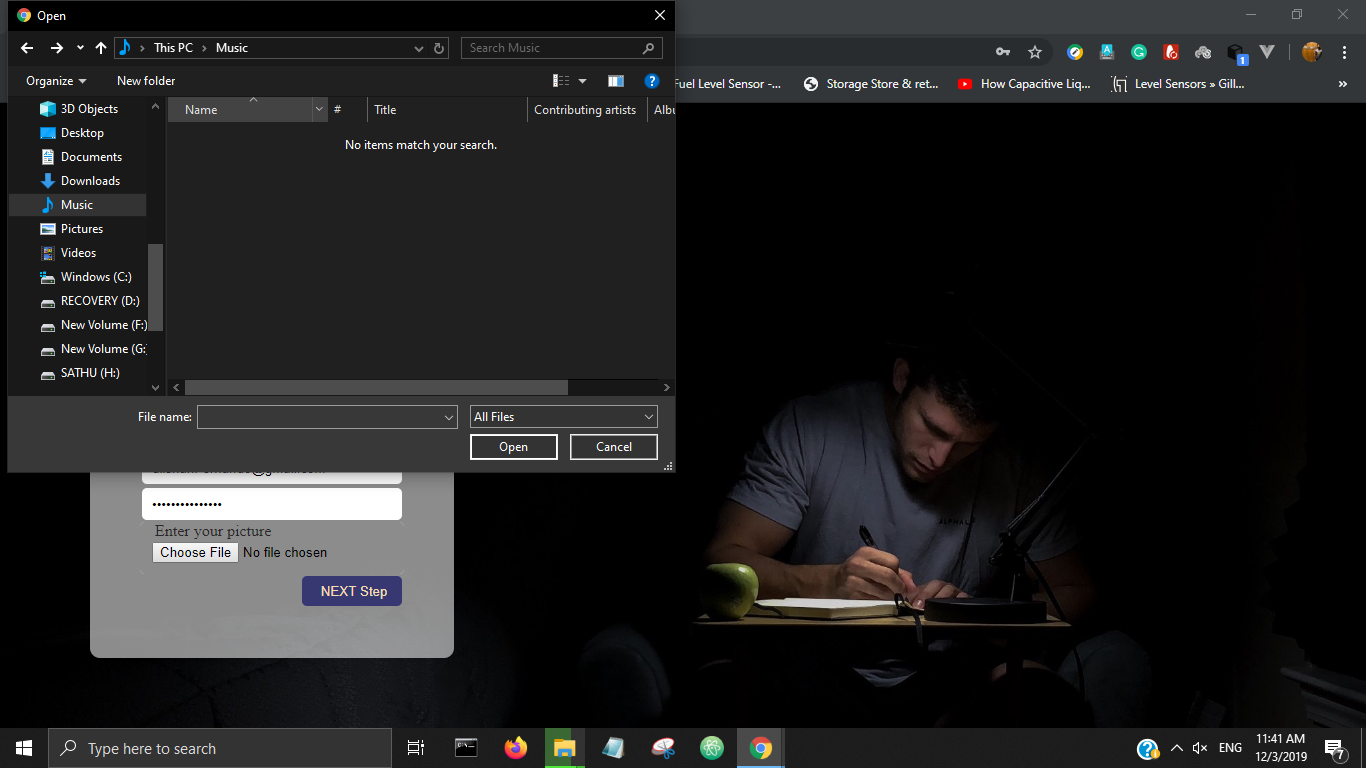 Open
This PC
Music
Search Music
Organize
New folder
Fuel Level Sensor -...
Storage Store & ret...
How Capacitive Liq...
Level Sensors » Gill...
»
1
3D Objects
Desktop
Documents
Downloads
Music
Pictures
Videos
Windows (C:)
RECOVERY (D:)
New Volume (F:)
New Volume (G:
SATHU (H:)
Name
#
Title
Contributing artists
No items match your search.
File name:
All Files
Open
Cancel
•••••••••••••••
Enter your picture
Choose File No file chosen
NEXT Step
Type here to search
ENG
11:41 AM
12/3/2019
7